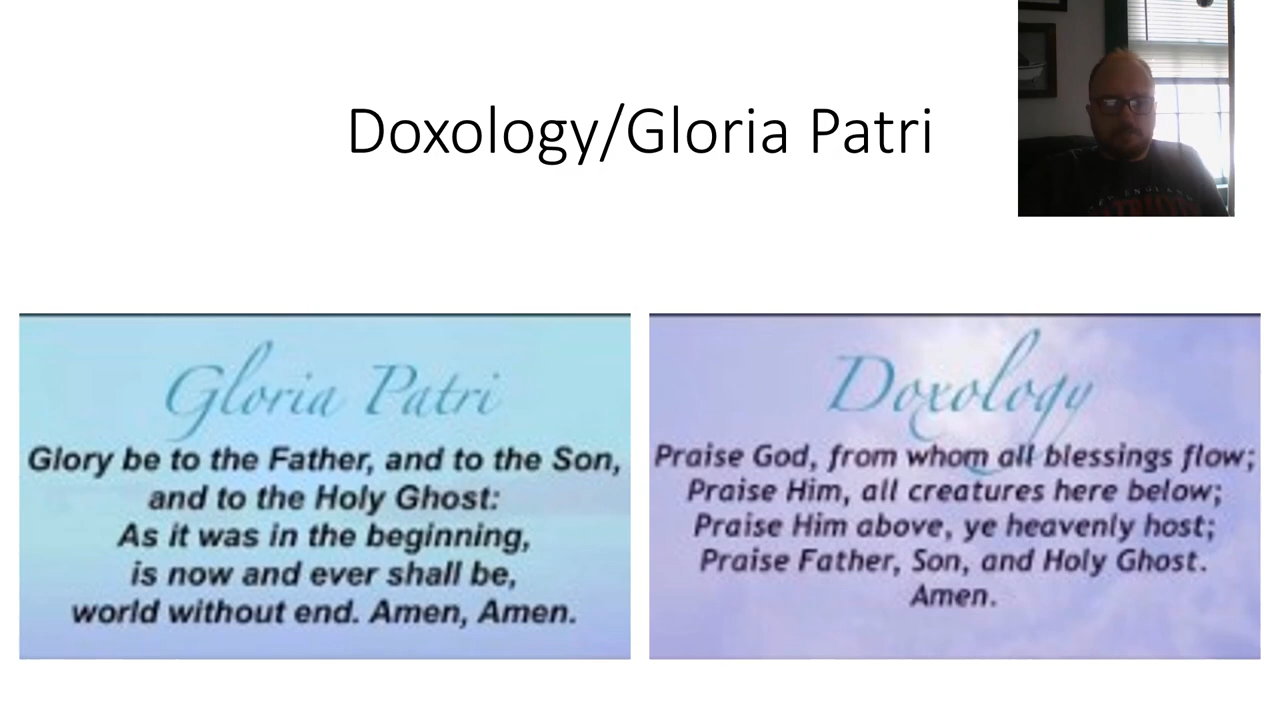 Doxology/Gloria Patri
NEW ENGLAND
PATRIOTS
Gloria Patri
Glory be to the Father, and to the Son,
and to the Holy Ghost:
As it was in the beginning,
is now and ever shall be,
world without end. Amen, Amen.
Doxology
Praise God, from whom all blessings flow;
Praise Him, all creatures here below;
Praise Him above, ye heavenly host;
Praise Father, Son, and Holy Ghost.
Amen.